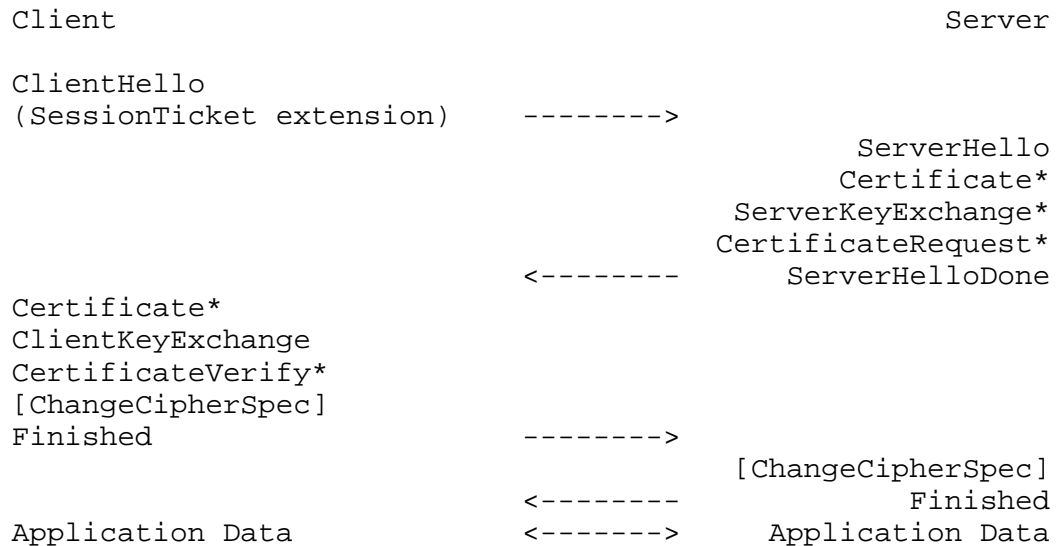 Client                                               Server

ClientHello
(SessionTicket extension)    -------->
                                                ServerHello
                                               Certificate*
                                         ServerKeyExchange*
                                        CertificateRequest*
                             <--------      ServerHelloDone
Certificate*
ClientKeyExchange
CertificateVerify*
[ChangeCipherSpec]
Finished                     -------->
                                         [ChangeCipherSpec]
                             <--------             Finished
Application Data             <------->     Application Data